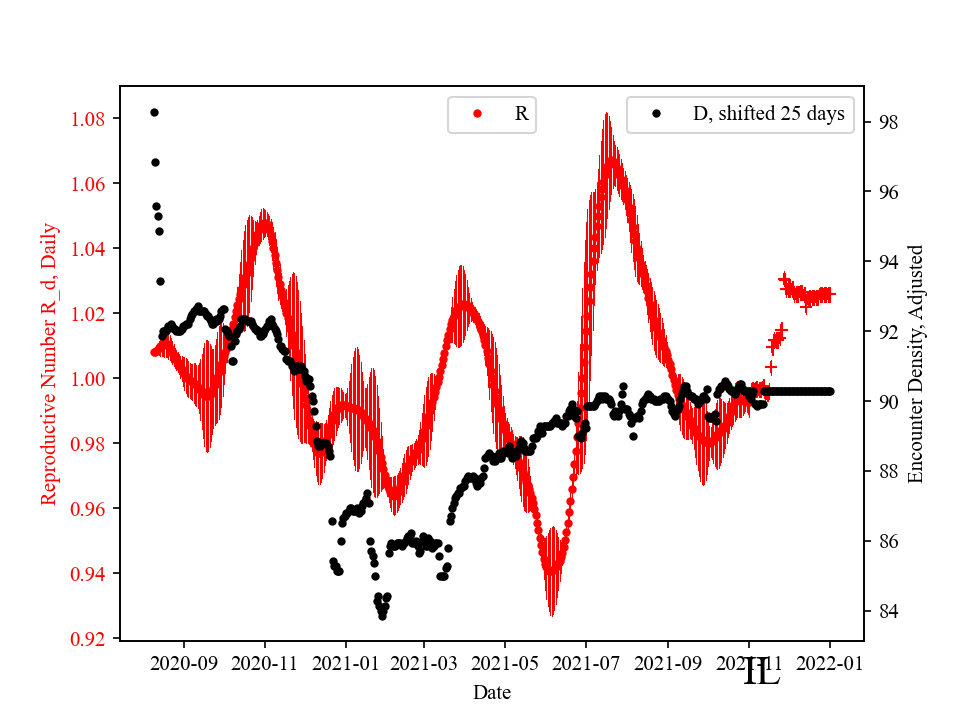 R
D, shifted 25 days
1.08
1.06
1.04
1.02
1.00
0.98
0.96
0.94
0.92
Reproductive Number R_d, Daily
98
96
94
92
90
88
86
84
Encounter Density, Adjusted
2020-09 2020-11 2021-01 2021-03 2021-05 2021-07 2021-09 2021-11 2022-01
IL
Date